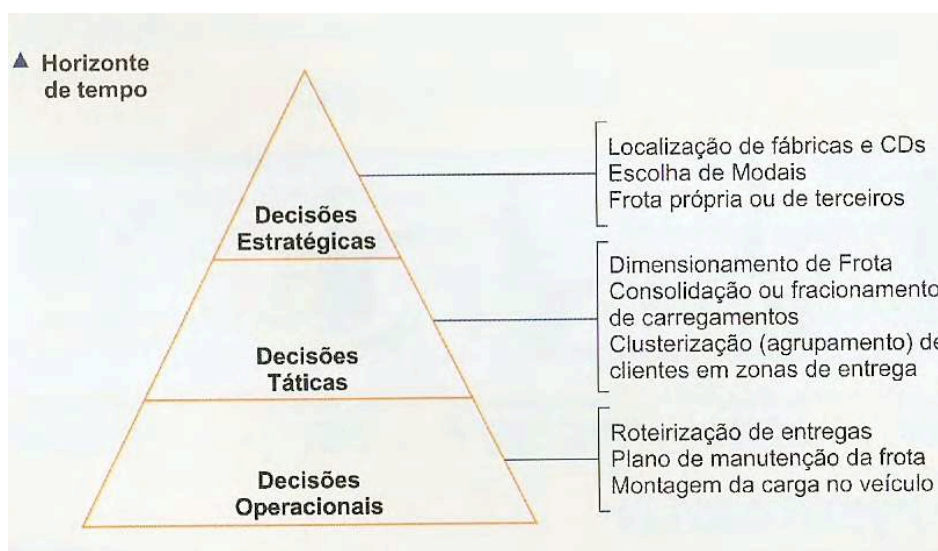 Horizonte
de tempo
Decisões
Estratégicas
Localização de fábricas e CDs
Escolha de Modais
Frota própria ou de terceiros
Decisões
Táticas
Dimensionamento de Frota
Consolidação ou fracionamento
de carregamentos
Clusterização (agrupamento) de
clientes em zonas de entrega
Decisões
Operacionais
Roteirização de entregas
Plano de manutenção da frota
Montagem da carga no veículo